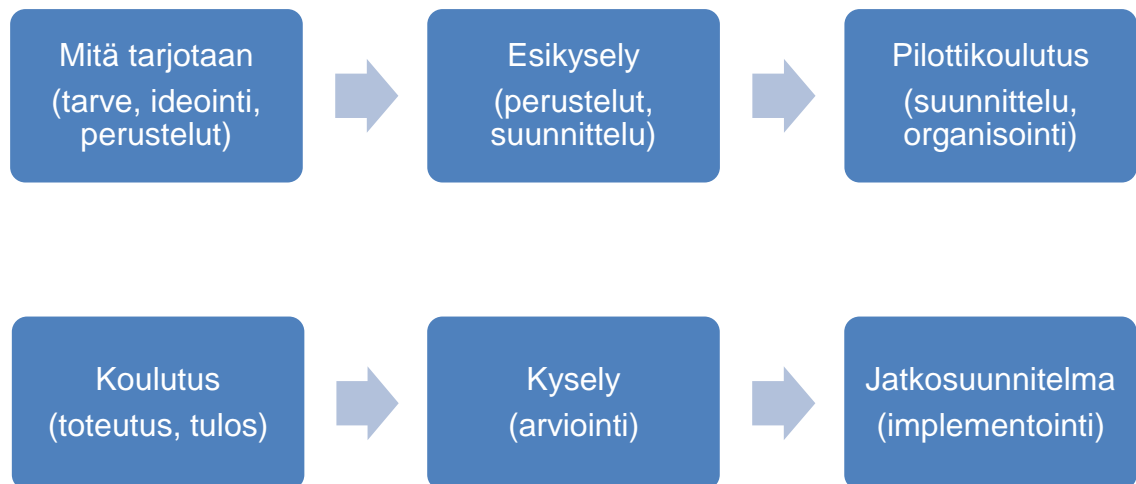 Mitä tarjotaan
(tarve, ideointi,
perustelut)
Esikysely
(perustelut,
suunnittelu)
Pilottikoulutus
(suunnittelu,
organisointi)
Koulutus
(toteutus, tulos)
Kysely
(arviointi)
Jatkosuunnitelma
(implementointi)